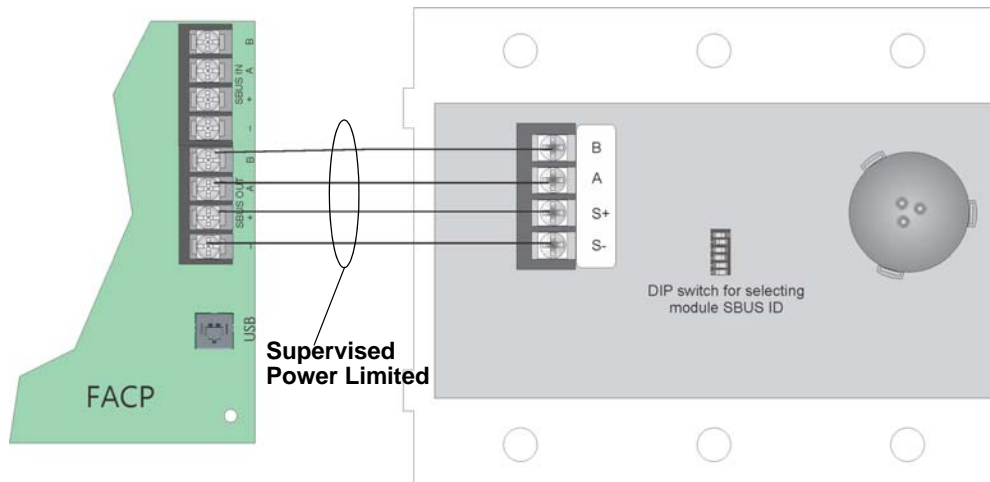 B
A
+
–
SBUS IN
B
A
+
–
SBUS OUT
USB
FACP
Supervised
Power Limited
B
A
S+
S-
DIP switch for selecting
module SBUS ID